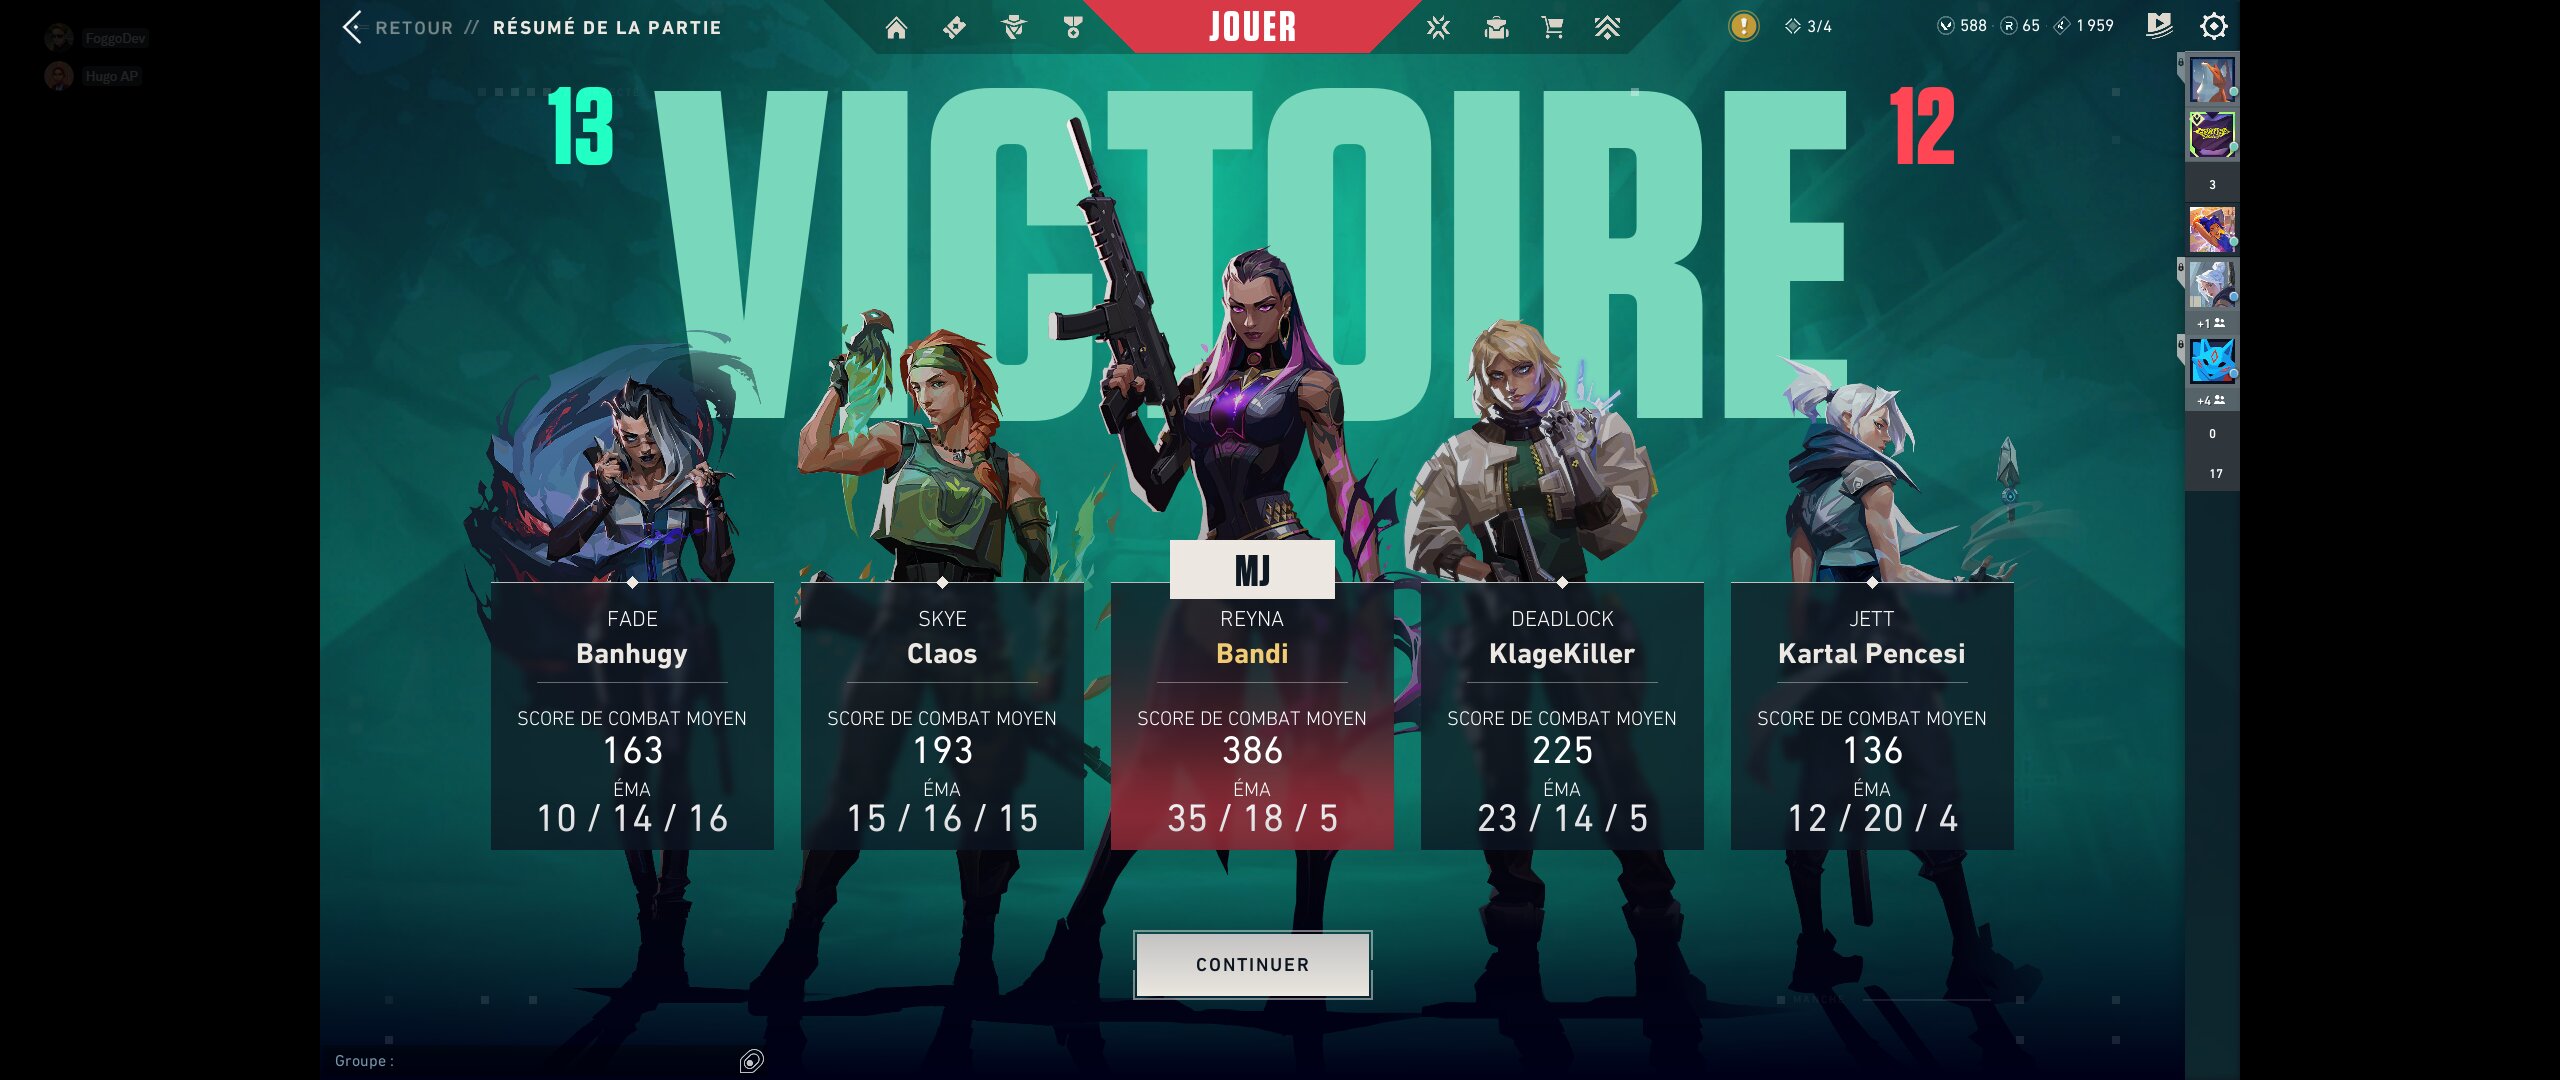 FoggoDev
Hugo AP
RETOUR // RÉSUMÉ DE LA PARTIE
JOUER
3/4
588 · 65 · 1 959
13
VICTOIRE
12
3
+1
+4
0
17
MJ
FADE
Banhugy
SCORE DE COMBAT MOYEN
163
ÉMA
10 / 14 / 16
SKYE
Claos
SCORE DE COMBAT MOYEN
193
ÉMA
15 / 16 / 15
REYNA
Bandi
SCORE DE COMBAT MOYEN
386
ÉMA
35 / 18 / 5
DEADLOCK
KlageKiller
SCORE DE COMBAT MOYEN
225
ÉMA
23 / 14 / 5
JETT
Kartal Pencesi
SCORE DE COMBAT MOYEN
136
ÉMA
12 / 20 / 4
CONTINUER
MANCHE
Groupe :